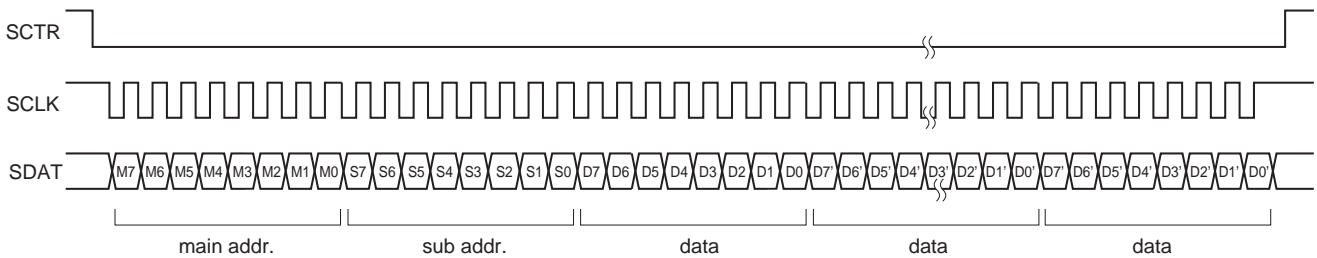 SCTR
SCLK
SDAT M7 M6 M5 M4 M3 M2 M1 M0 S7 S6 S5 S4 S3 S2 S1 S0 D7 D6 D5 D4 D3 D2 D1 D0 D7' D6' D5' D4' D3' D2' D1' D0' D7' D6' D5' D4' D3' D2' D1' D0'
main addr. sub addr. data data data